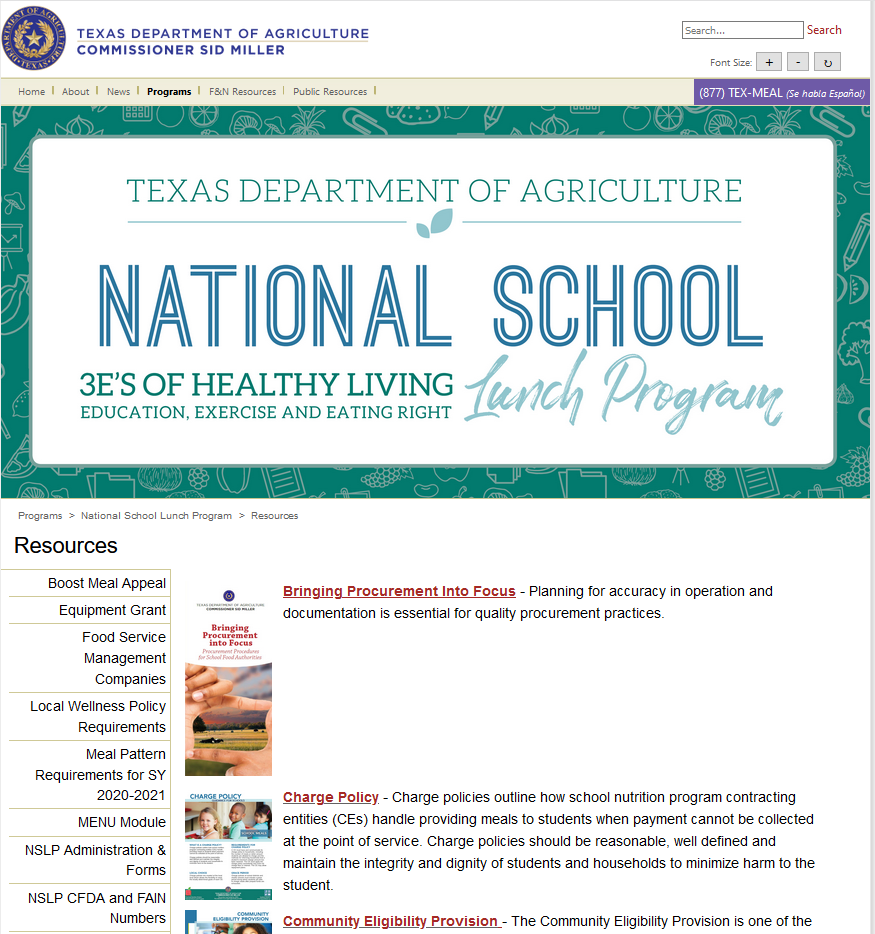 TEXAS DEPARTMENT OF AGRICULTURE
COMMISSIONER SID MILLER
Search...
Search
Font Size: + - ↻
Home | About | News | Programs | F&N Resources | Public Resources |
(877) TEX-MEAL (Se habla Español)
TEXAS DEPARTMENT OF AGRICULTURE
NATIONAL SCHOOL
Lunch Program
3E'S OF HEALTHY LIVING
EDUCATION, EXERCISE AND EATING RIGHT
Programs > National School Lunch Program > Resources
Resources
Boost Meal Appeal
Equipment Grant
Food Service
Management
Companies
Local Wellness Policy
Requirements
Meal Pattern
Requirements for SY
2020-2021
MENU Module
NSLP Administration &
Forms
NSLP CFDA and FAIN
Numbers
TEXAS DEPARTMENT OF AGRICULTURE
COMMISSIONER SID MILLER
Bringing
Procurement
into Focus
Procurement Procedures
for School Food Authorities
Bringing Procurement Into Focus - Planning for accuracy in operation and
documentation is essential for quality procurement practices.
CHARGE POLICY
Charge Policy - Charge policies outline how school nutrition program contracting
entities (CEs) handle providing meals to students when payment cannot be collected
at the point of service. Charge policies should be reasonable, well defined and
maintain the integrity and dignity of students and households to minimize harm to the
student.
COMMUNITY
ELIGIBILITY PROVISION
Community Eligibility Provision - The Community Eligibility Provision is one of the